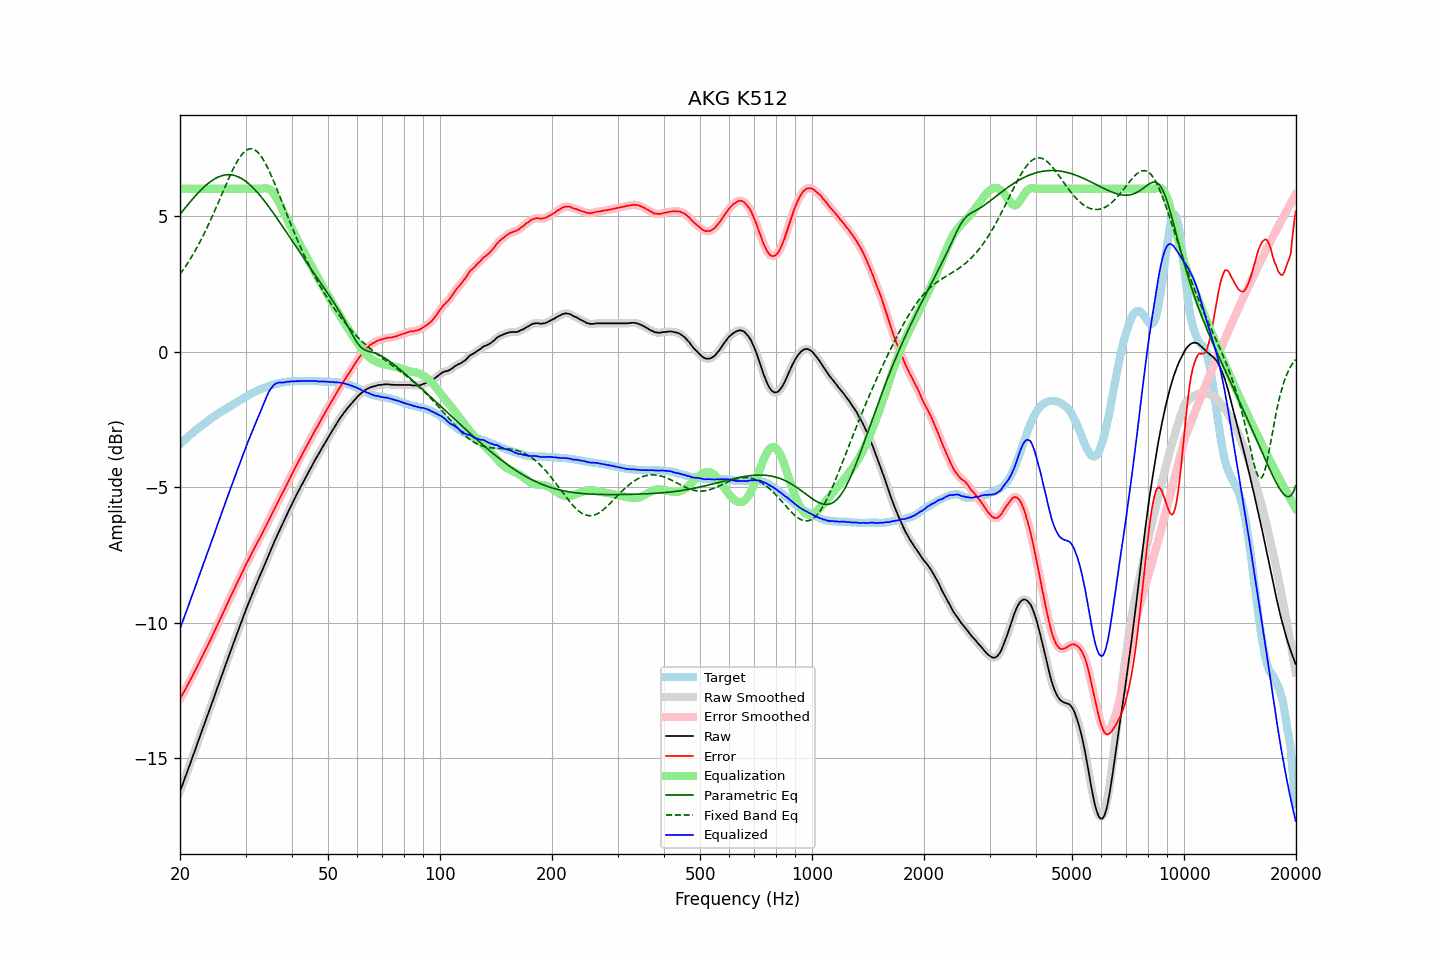 AKG K512
Amplitude (dBr)
5
0
−5
−10
−15
Target
Raw Smoothed
Error Smoothed
Raw
Error
Equalization
Parametric Eq
Fixed Band Eq
Equalized
20 50 100 200 500 1000 2000 5000 10000 20000
Frequency (Hz)